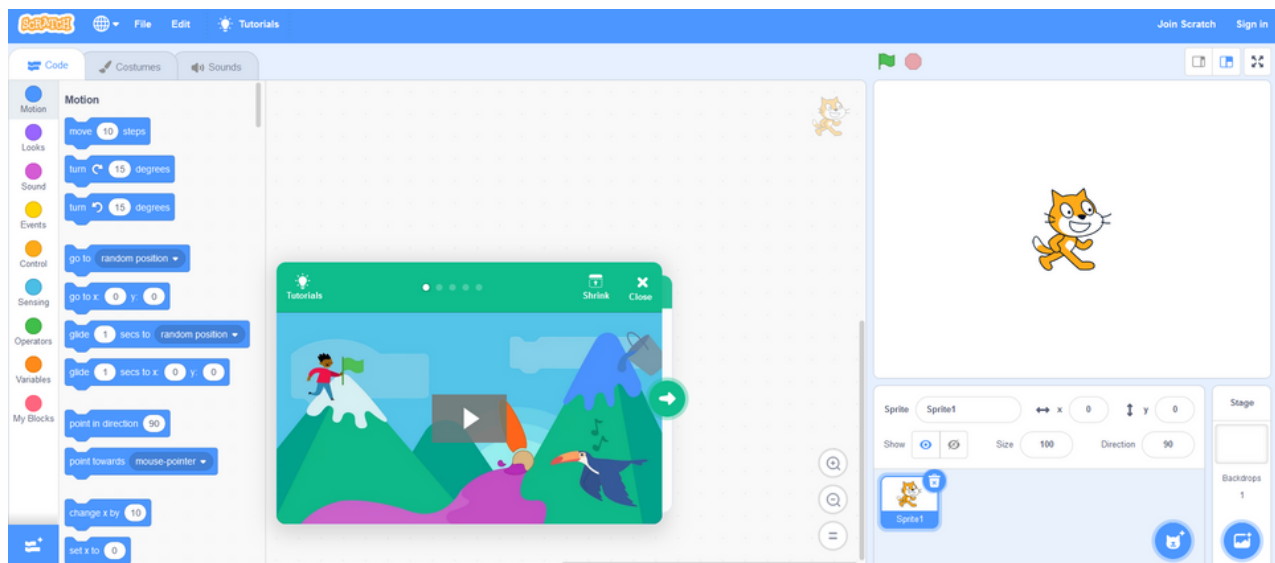 SCRATCH File Edit Tutorials Join Scratch Sign in
Code Costumes Sounds
Motion
Looks
Sound
Events
Control
Sensing
Operators
Variables
My Blocks
Motion
move 10 steps
turn 15 degrees
turn 15 degrees
go to random position
go to x: 0 y: 0
glide 1 secs to random position
glide 1 secs to x: 0 y: 0
point in direction 90
point towards mouse-pointer
change x by 10
set x to 0
Tutorials Shrink Close
Sprite Sprite1 x 0 y 0
Show Size 100 Direction 90
Sprite1
Stage
Backdrops
1